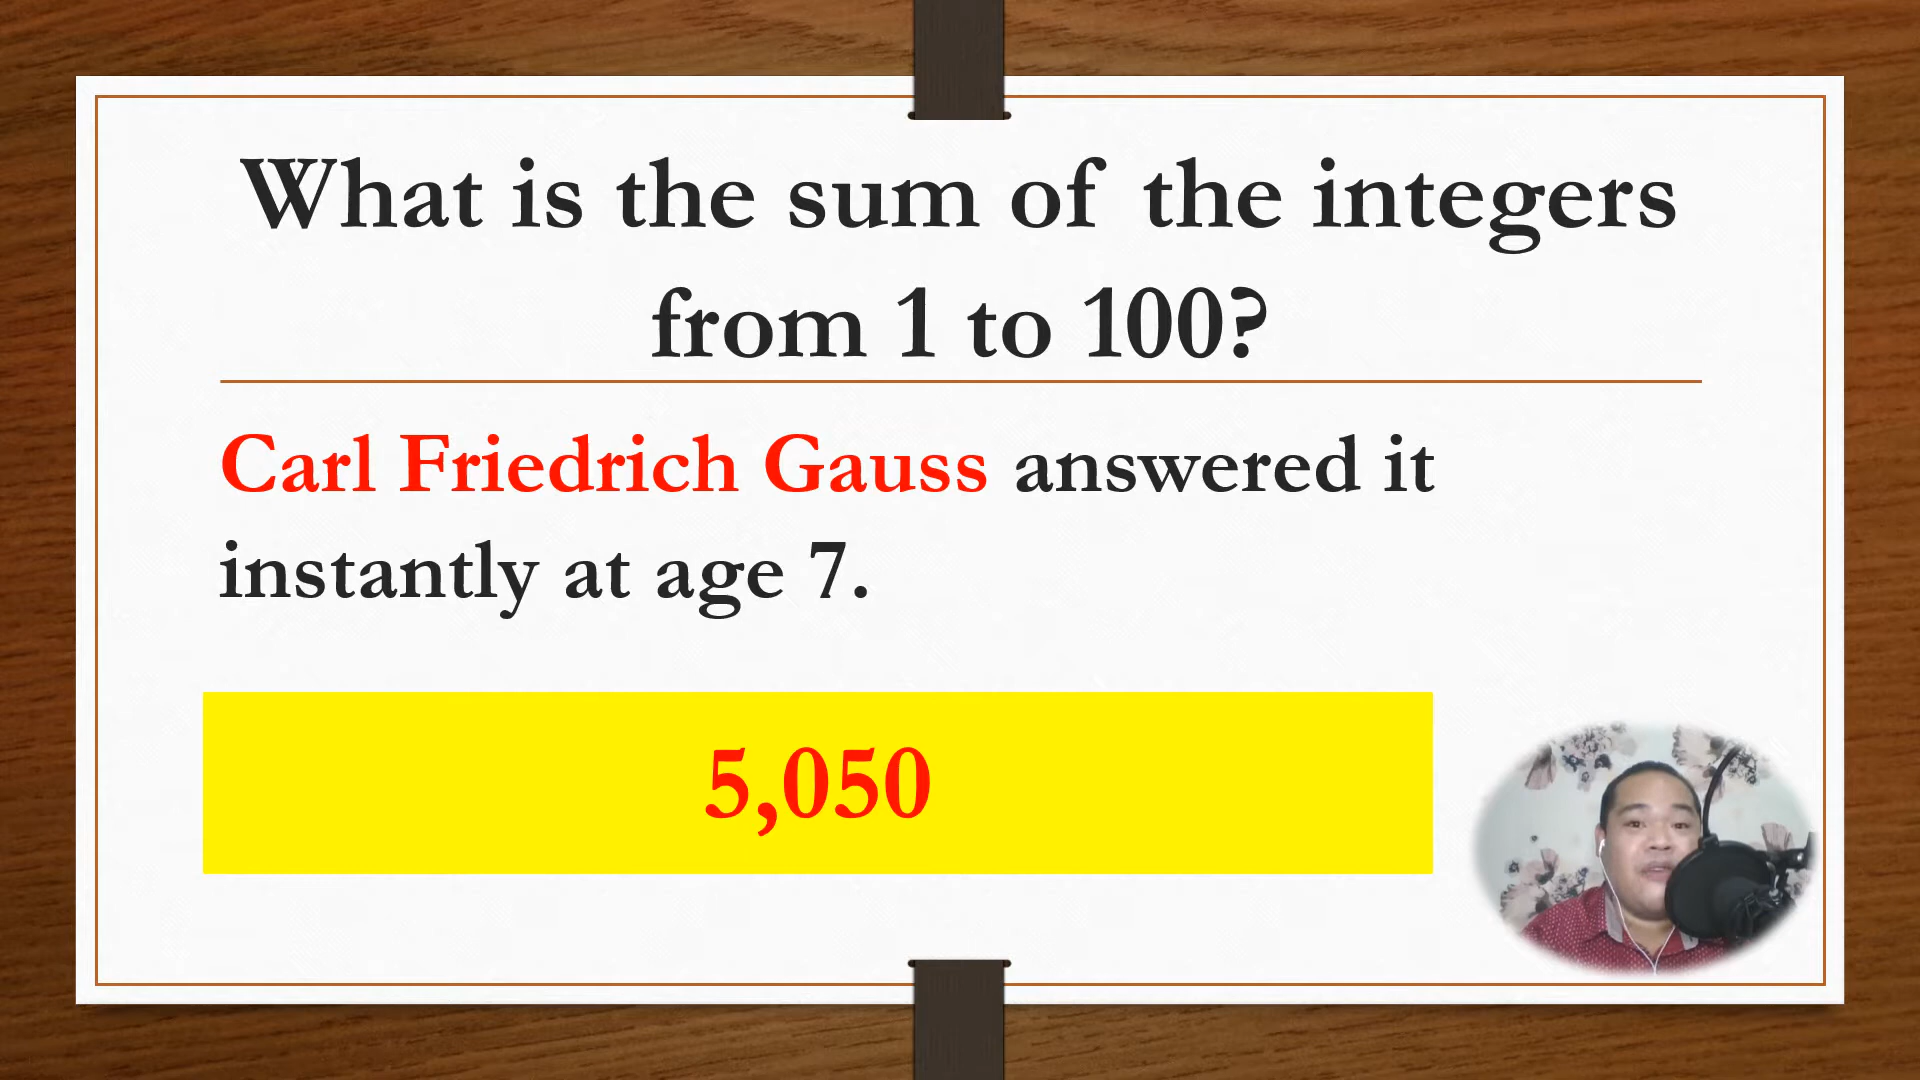 What is the sum of the integers
from 1 to 100?
Carl Friedrich Gauss answered it
instantly at age 7.
5,050